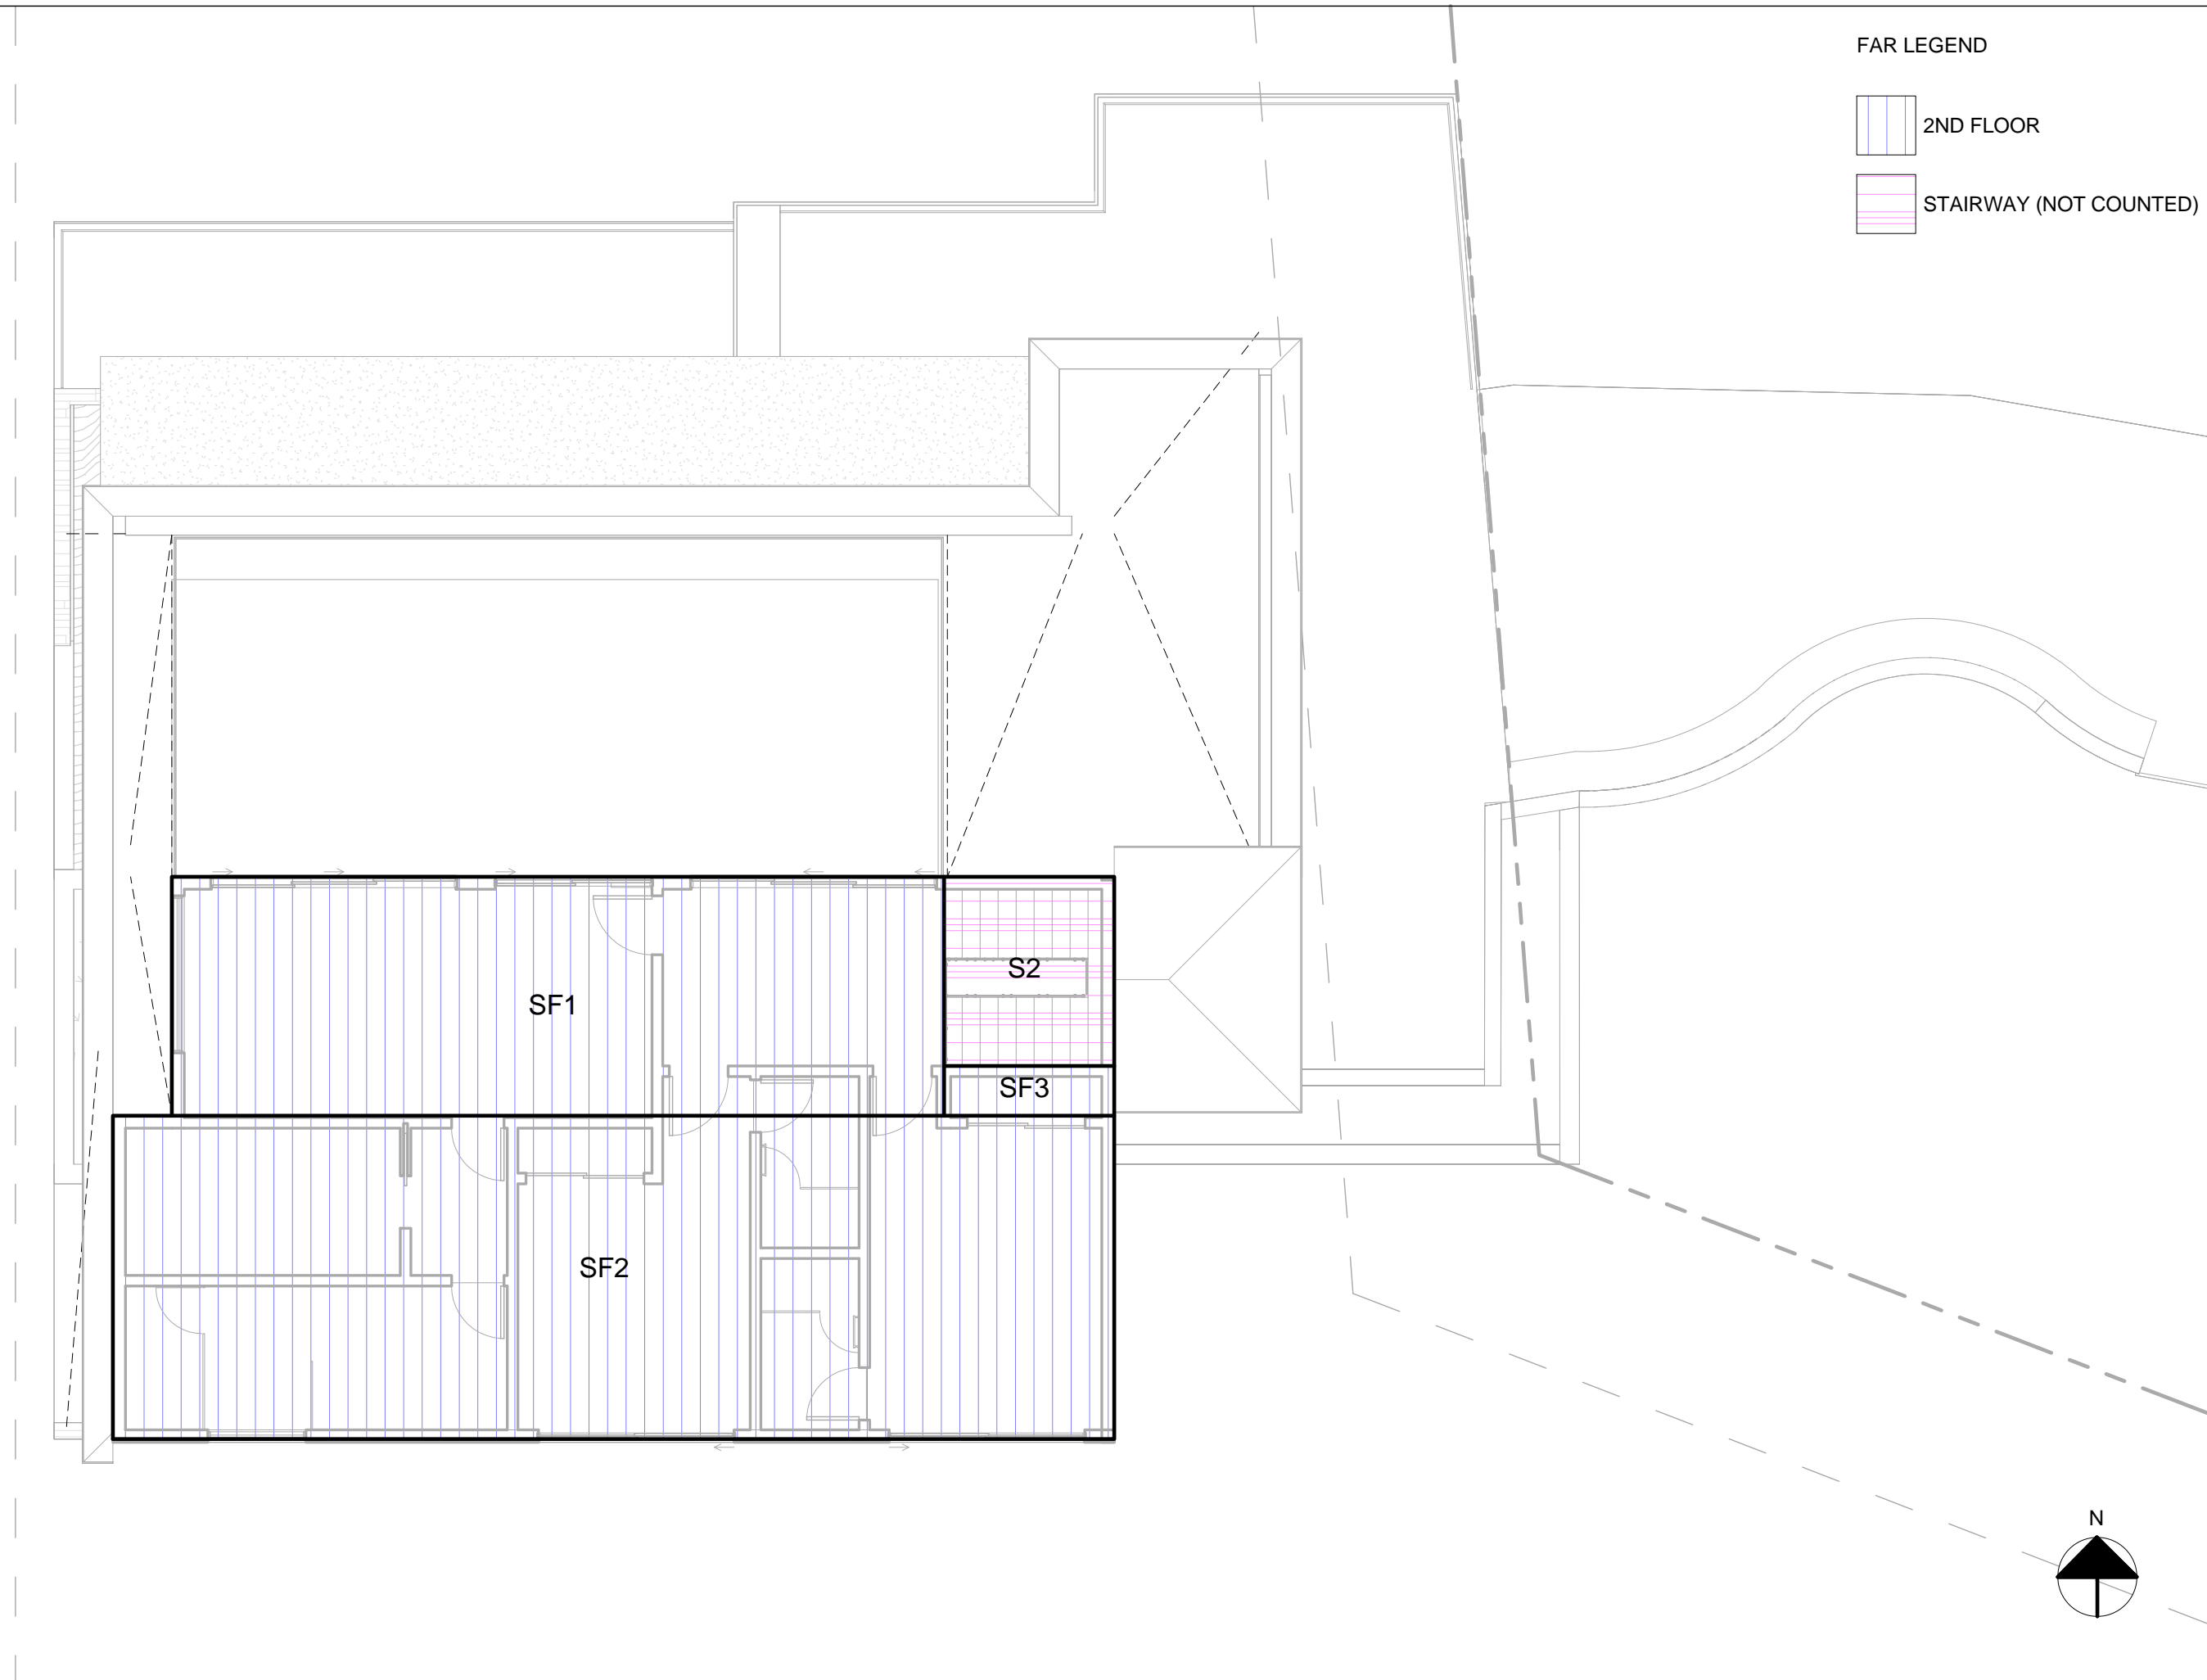 FAR LEGEND
2ND FLOOR
STAIRWAY (NOT COUNTED)
S2
SF1
SF3
SF2
N